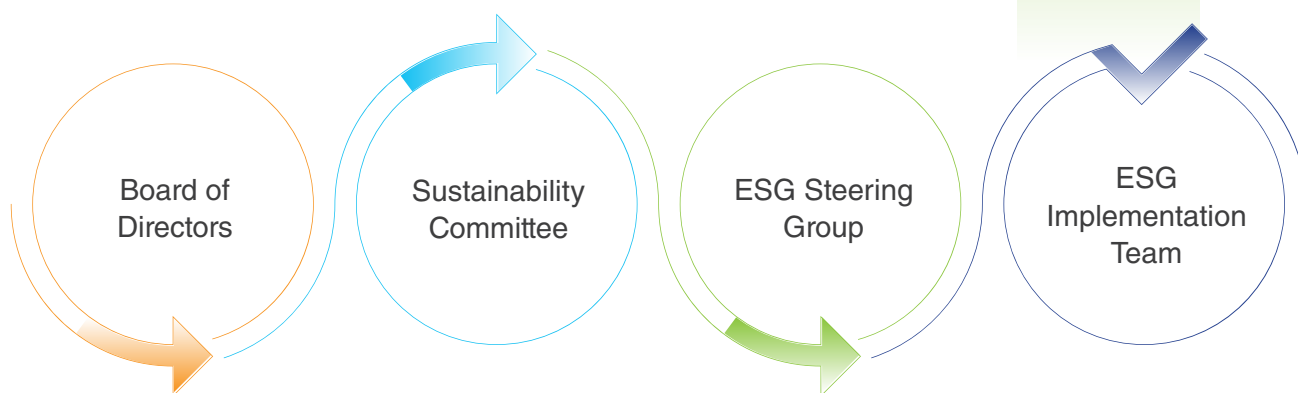 Board of
Directors
Sustainability
Committee
ESG Steering
Group
ESG
Implementation
Team